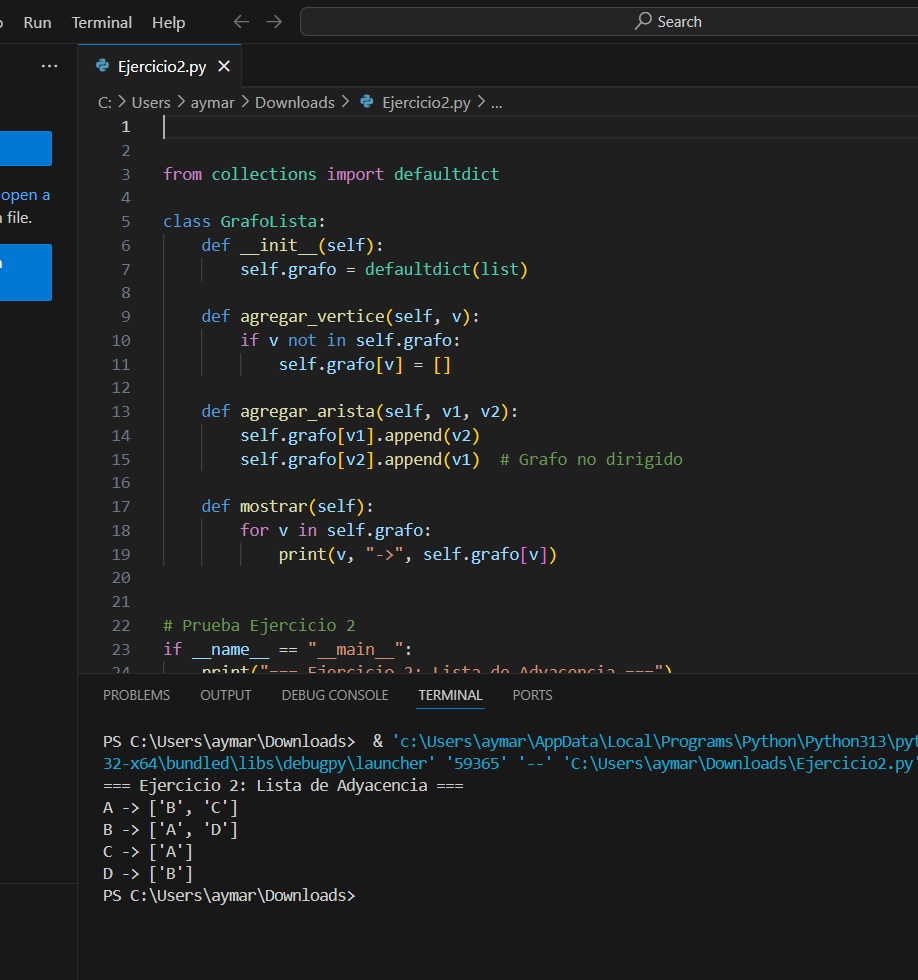 Run Terminal Help Search
Ejercicio2.py
C: > Users > aymar > Downloads > Ejercicio2.py > ...
open a
file.
1
2
3 from collections import defaultdict
4
5 class GrafoLista:
6     def __init__(self):
7         self.grafo = defaultdict(list)
8
9     def agregar_vertice(self, v):
10         if v not in self.grafo:
11             self.grafo[v] = []
12
13     def agregar_arista(self, v1, v2):
14         self.grafo[v1].append(v2)
15         self.grafo[v2].append(v1)  # Grafo no dirigido
16
17     def mostrar(self):
18         for v in self.grafo:
19             print(v, "->", self.grafo[v])
20
21
22 # Prueba Ejercicio 2
23 if __name__ == "__main__":
24     print("=== Ejercicio 2: Lista de Adyacencia ===")
PROBLEMS OUTPUT DEBUG CONSOLE TERMINAL PORTS
PS C:\Users\aymar\Downloads>  & 'c:\Users\aymar\AppData\Local\Programs\Python\Python313\pyt
32-x64\bundled\libs\debugpy\launcher' '59365' '--' 'C:\Users\aymar\Downloads\Ejercicio2.py'
=== Ejercicio 2: Lista de Adyacencia ===
A -> ['B', 'C']
B -> ['A', 'D']
C -> ['A']
D -> ['B']
PS C:\Users\aymar\Downloads>